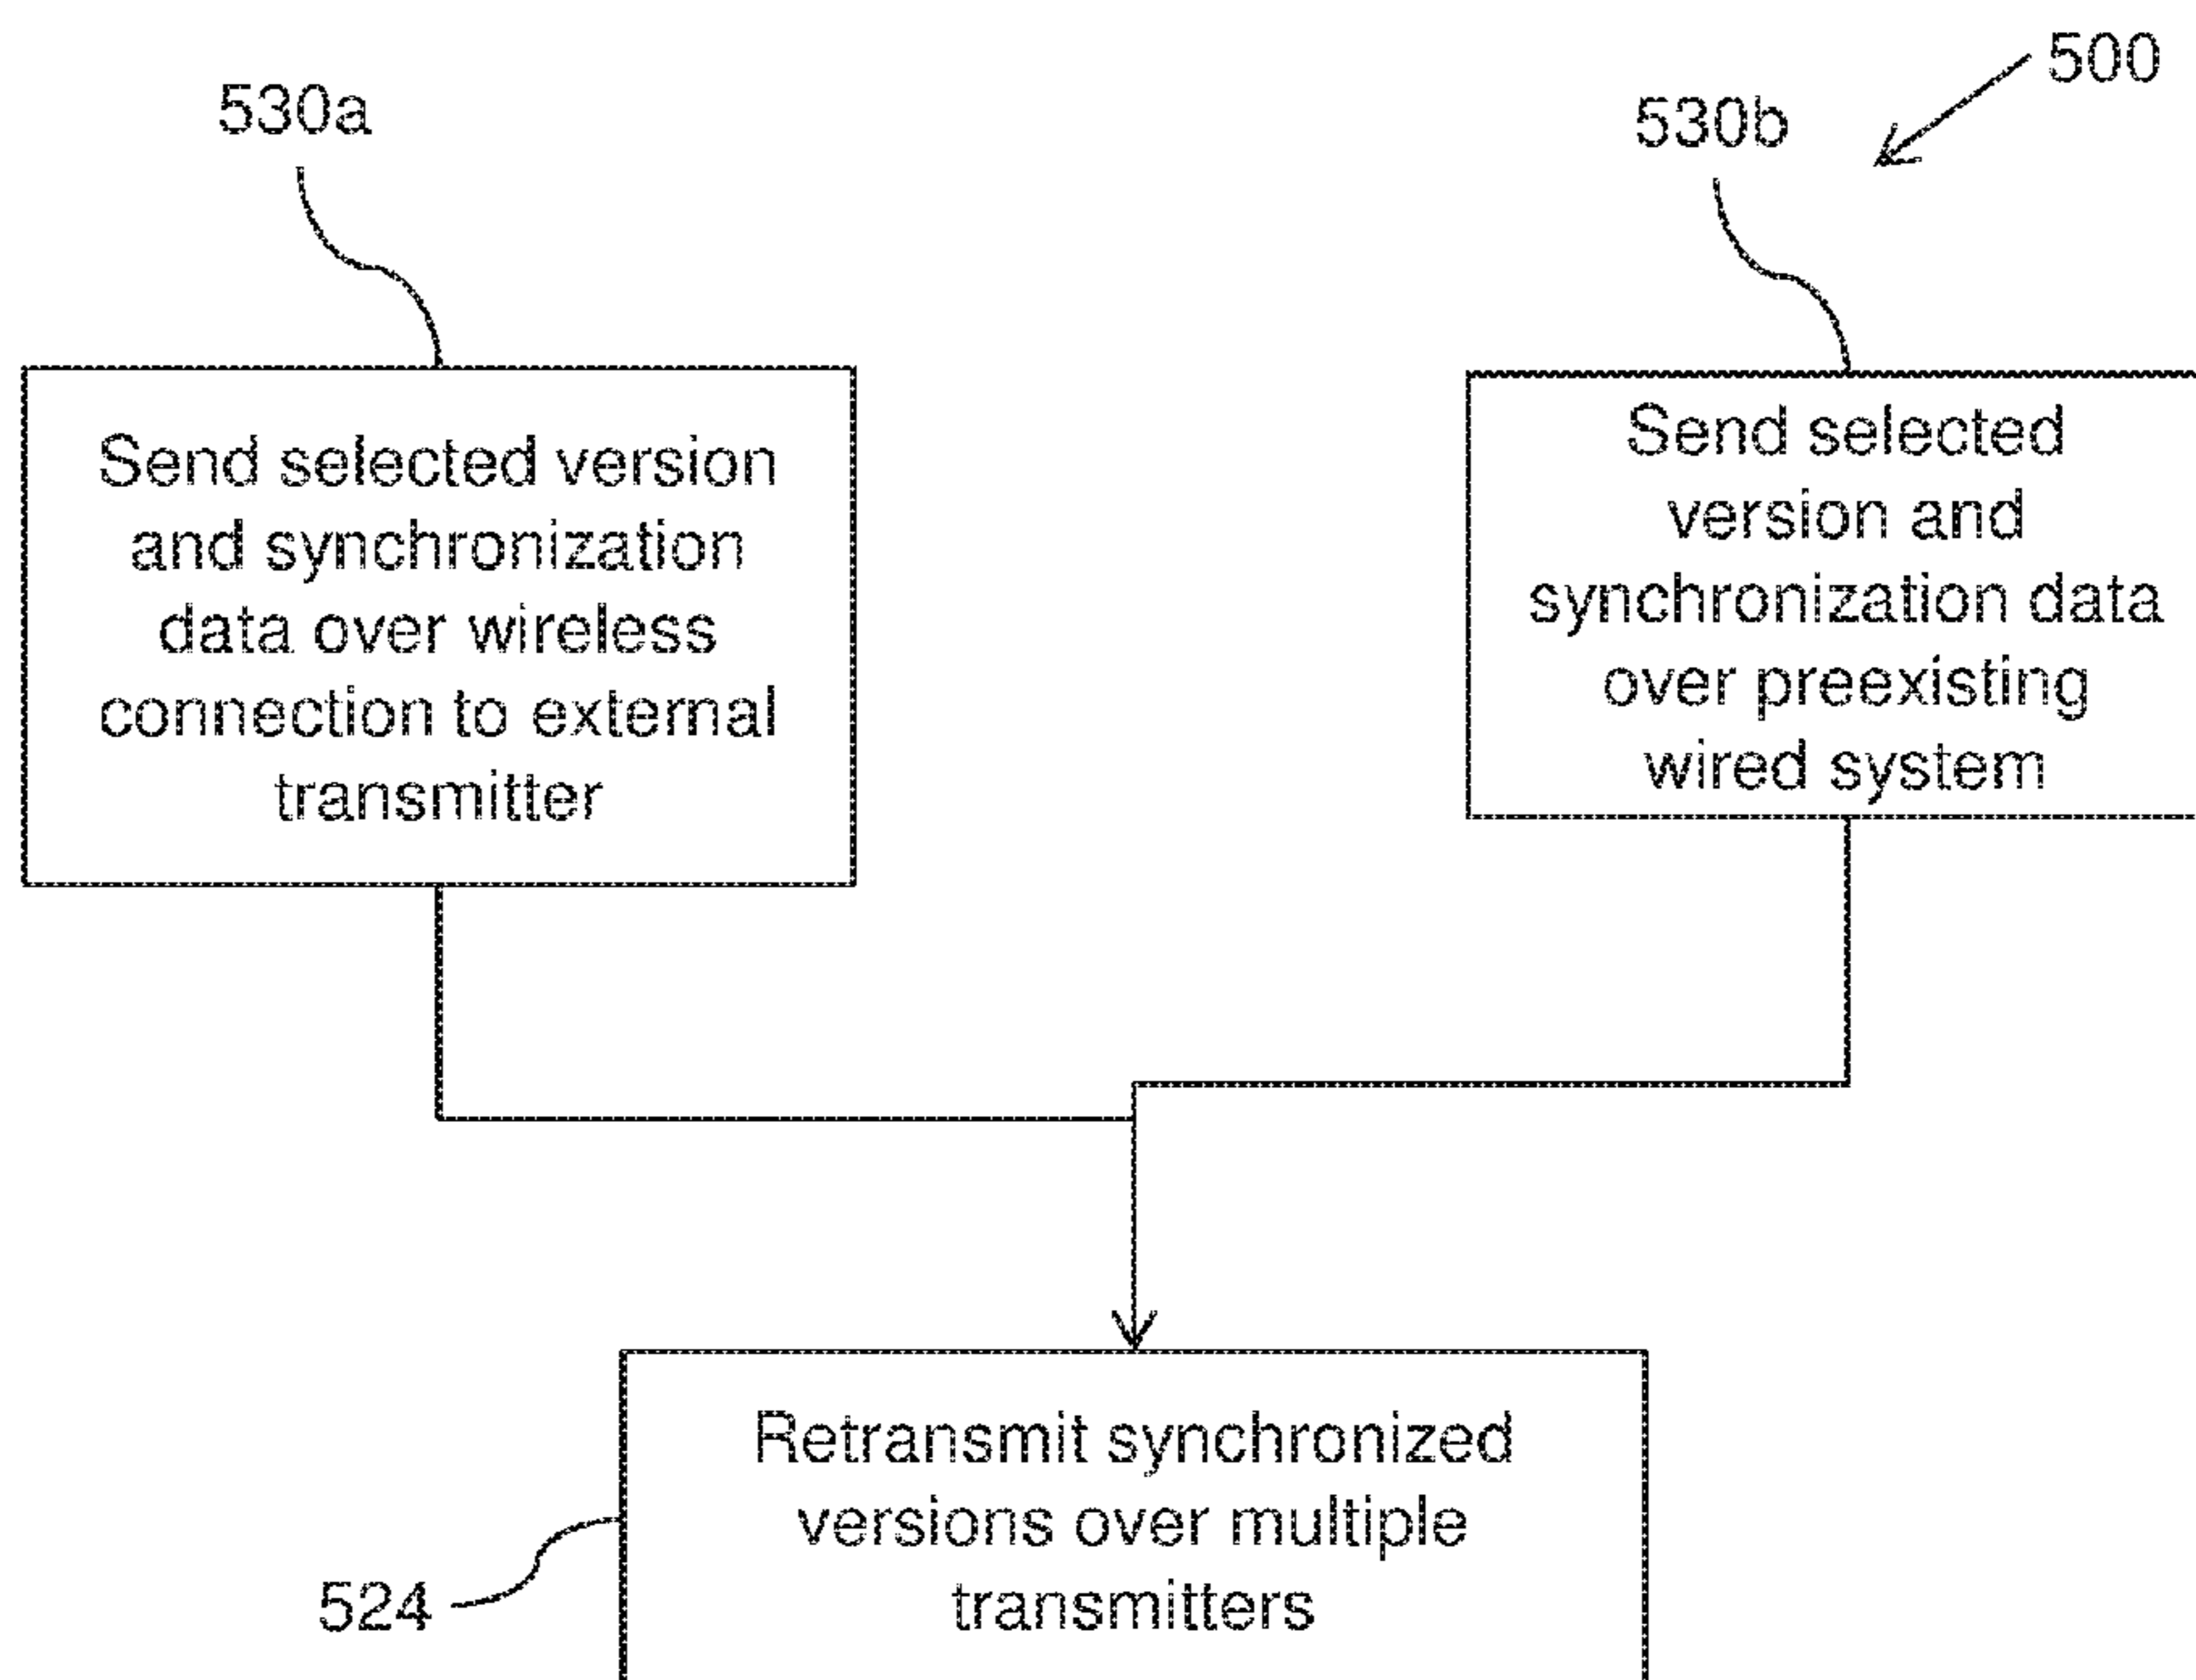 500
530a
530b
Send selected version
and synchronization
data over wireless
connection to external
transmitter
Send selected
version and
synchronization data
over preexisting
wired system
Retransmit synchronized
versions over multiple
transmitters
524